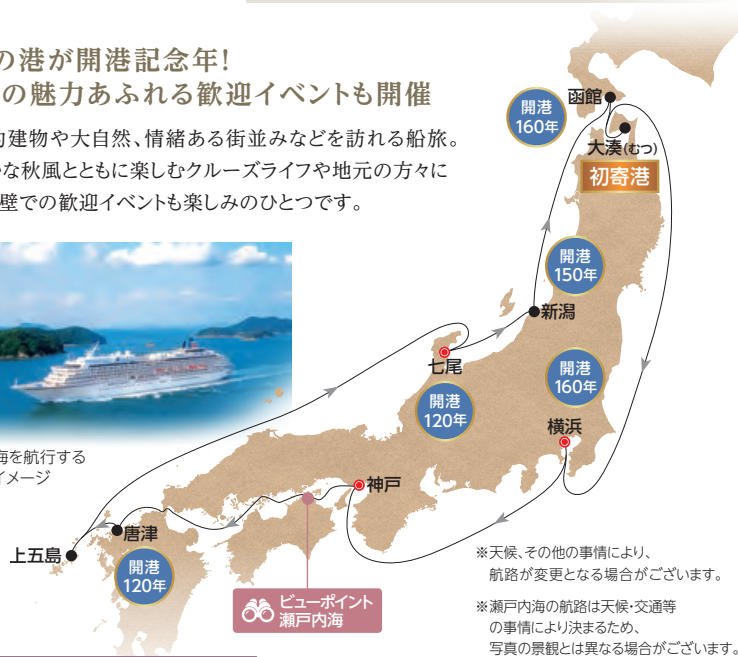 の港が開港記念年!
の魅力あふれる歓迎イベントも開催
建物や大自然、情緒ある街並みなどを訪れる船旅。
な秋風とともに楽しむクルーズライフや地元の方々に
壁での歓迎イベントも楽しみのひとつです。
海を航行する
イメージ
開港
160年
函館
大湊(むつ)
初寄港
開港
150年
新潟
七尾
開港
120年
開港
160年
横浜
神戸
唐津
上五島
開港
120年
ビューポイント
瀬戸内海
※天候、その他の事情により、
航路が変更となる場合がございます。
※瀬戸内海の航路は天候・交通等
の事情により決まるため、
写真の景観とは異なる場合がございます。